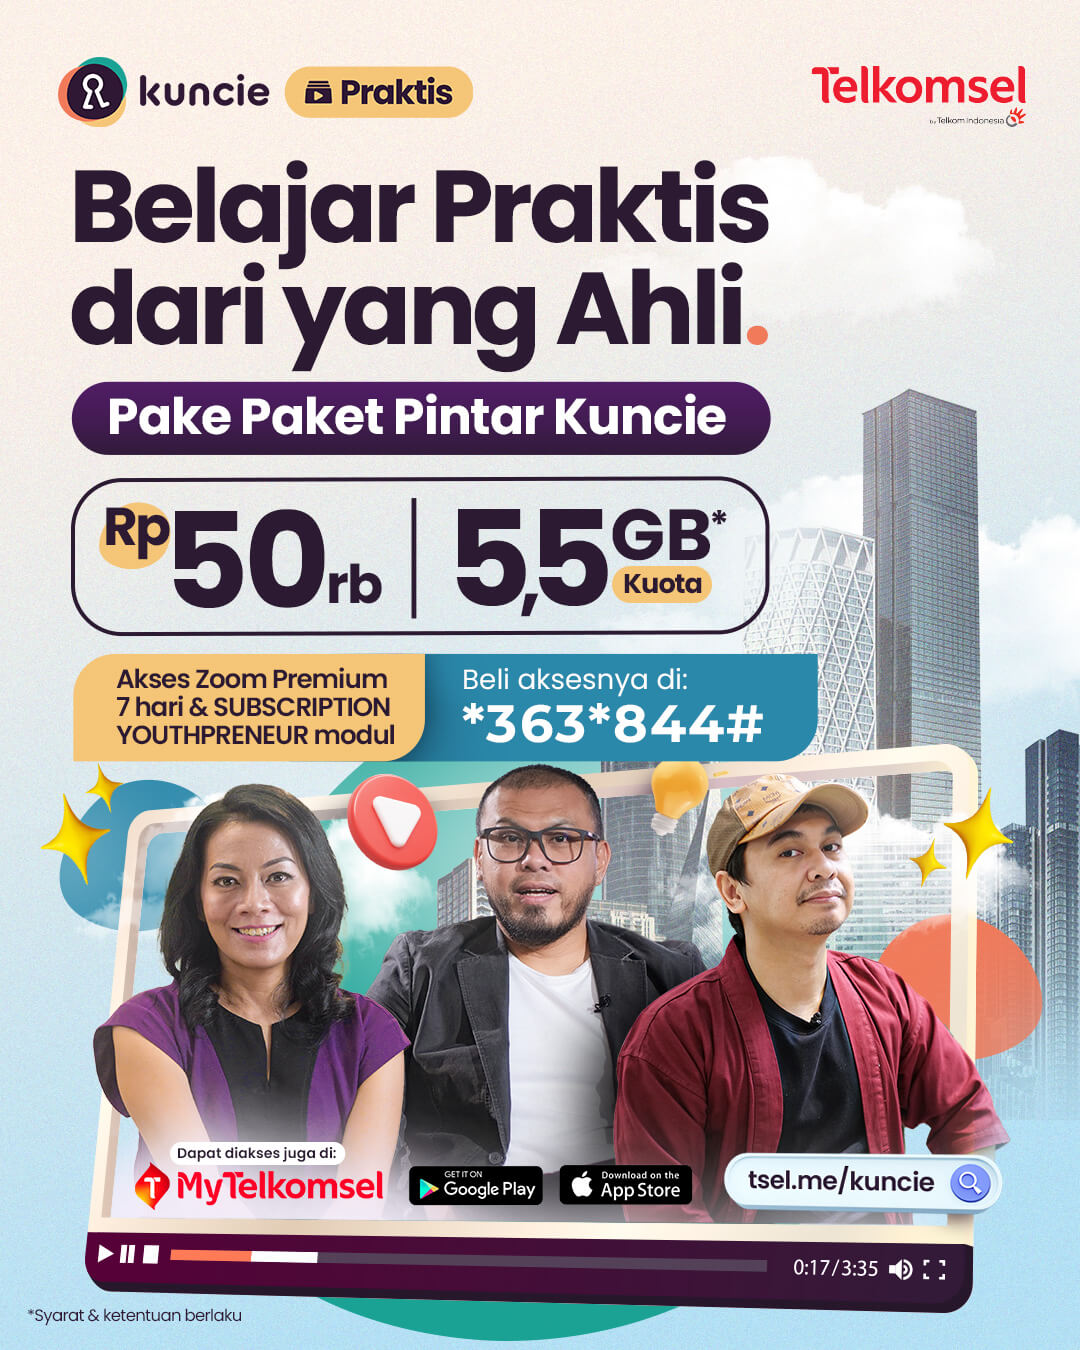 kuncie Praktis
Telkomsel
by Telkom Indonesia
Belajar Praktis
dari yang Ahli.
Pake Paket Pintar Kuncie
Rp50rb
5,5GB*
Kuota
Akses Zoom Premium
7 hari & SUBSCRIPTION
YOUTHPRENEUR modul
Beli aksesnya di:
*363*844#
Dapat diakses juga di:
T MyTelkomsel
GET IT ON
Google Play
Download on the
App Store
tsel.me/kuncie
0:17/3:35
*Syarat & ketentuan berlaku